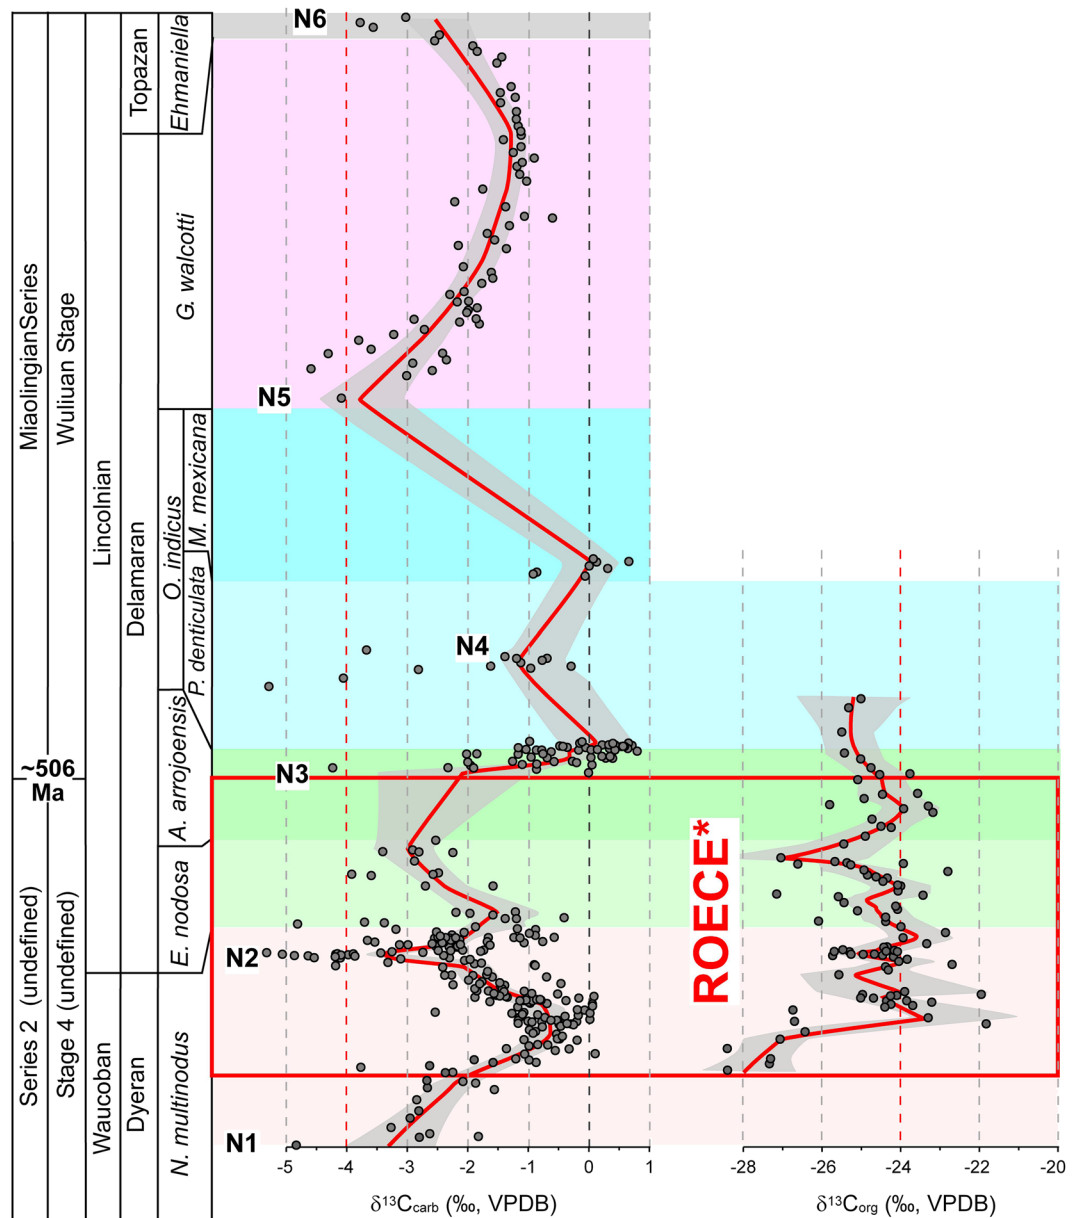 MiaolingianSeries
Series 2 (undefined)
Wuliuan Stage
Stage 4 (undefined)
~506
Ma
Lincolnian
Waucoban
Topazan
Delamaran
Dyeran
Ehmaniella
G. walcotti
O. indicus
M. mexicana
P. denticulata
A. arrojoensis
E. nodosa
N. multinodus
N6
N5
N4
N3
N2
N1
ROECE*
-5 -4 -3 -2 -1 0 1
δ¹³Ccarb (‰, VPDB)
-28 -26 -24 -22 -20
δ¹³Corg (‰, VPDB)